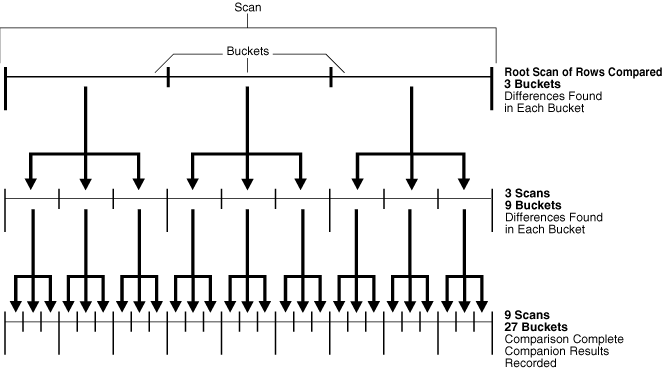 Scan
Buckets
Root Scan of Rows Compared
3 Buckets
Differences Found
in Each Bucket
3 Scans
9 Buckets
Differences Found
in Each Bucket
9 Scans
27 Buckets
Comparison Complete
Companion Results
Recorded